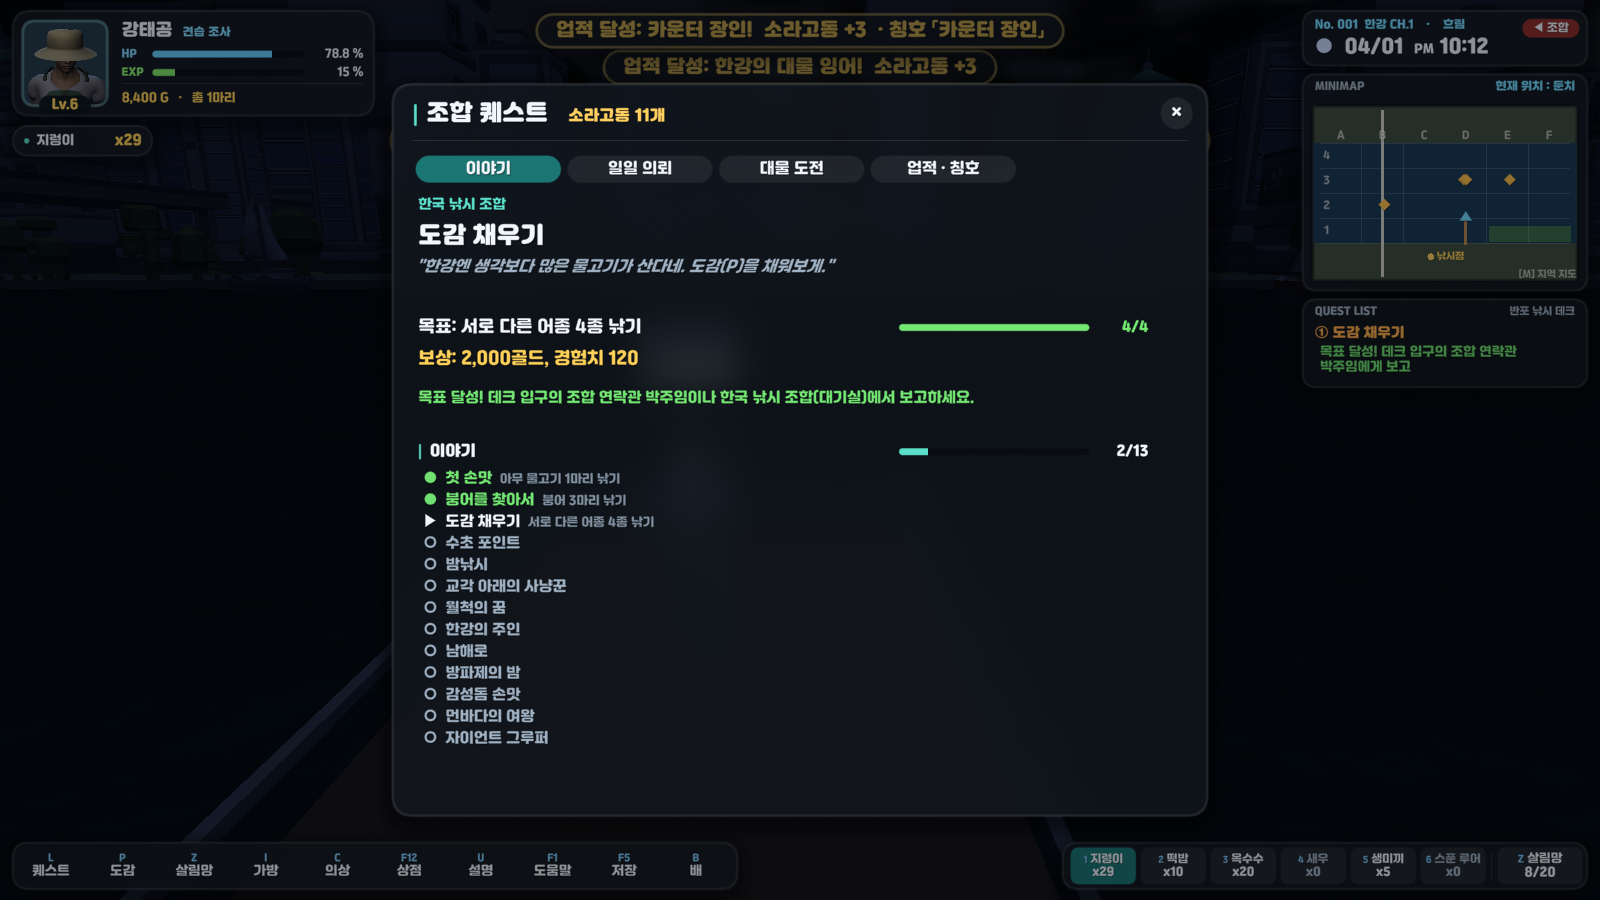 강태공 견습 조사
HP 78.8 %
EXP 15 %
Lv.6
8,400 G · 총 1마리
지렁이 x29
업적 달성: 카운터 장인! 소라고동 +3 · 칭호 「카운터 장인」
업적 달성: 한강의 대물 잉어! 소라고동 +3
No. 001 한강 CH.1 · 흐림
◀ 조합
04/01 PM 10:12
MINIMAP 현재 위치 : 둔치
A B C D E F
4
3
2
1
낚시점
[M] 지역 지도
QUEST LIST 반포 낚시 데크
① 도감 채우기
목표 달성! 데크 입구의 조합 연락관
박주임에게 보고
조합 퀘스트 소라고동 11개
×
이야기 일일 의뢰 대물 도전 업적 · 칭호
한국 낚시 조합
도감 채우기
"한강엔 생각보다 많은 물고기가 산다네. 도감(P)을 채워보게."
목표: 서로 다른 어종 4종 낚기 4/4
보상: 2,000골드, 경험치 120
목표 달성! 데크 입구의 조합 연락관 박주임이나 한국 낚시 조합(대기실)에서 보고하세요.
이야기 2/13
첫 손맛 아무 물고기 1마리 낚기
붕어를 찾아서 붕어 3마리 낚기
▶ 도감 채우기 서로 다른 어종 4종 낚기
수초 포인트
밤낚시
교각 아래의 사냥꾼
월척의 꿈
한강의 주인
남해로
방파제의 밤
감성돔 손맛
먼바다의 여왕
자이언트 그루퍼
L P Z I C F12 U F1 F5 B
퀘스트 도감 살림망 가방 의상 상점 설명 도움말 저장 배
1 지렁이 2 떡밥 3 옥수수 4 새우 5 생미끼 6 스푼 루어 Z 살림망
x29 x10 x20 x0 x5 x0 8/20